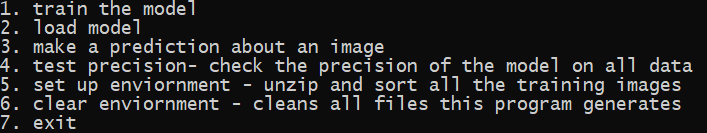 1. train the model
2. load model
3. make a prediction about an image
4. test precision- check the precision of the model on all data
5. set up enviornment - unzip and sort all the training images
6. clear enviornment - cleans all files this program generates
7. exit